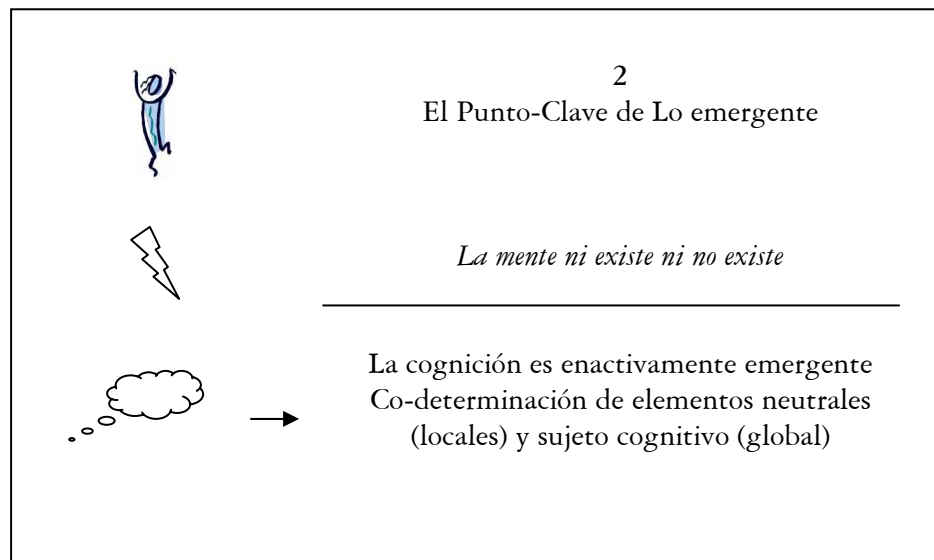 2
El Punto-Clave de Lo emergente
La mente ni existe ni no existe
La cognición es enactivamente emergente
Co-determinación de elementos neutrales
(locales) y sujeto cognitivo (global)